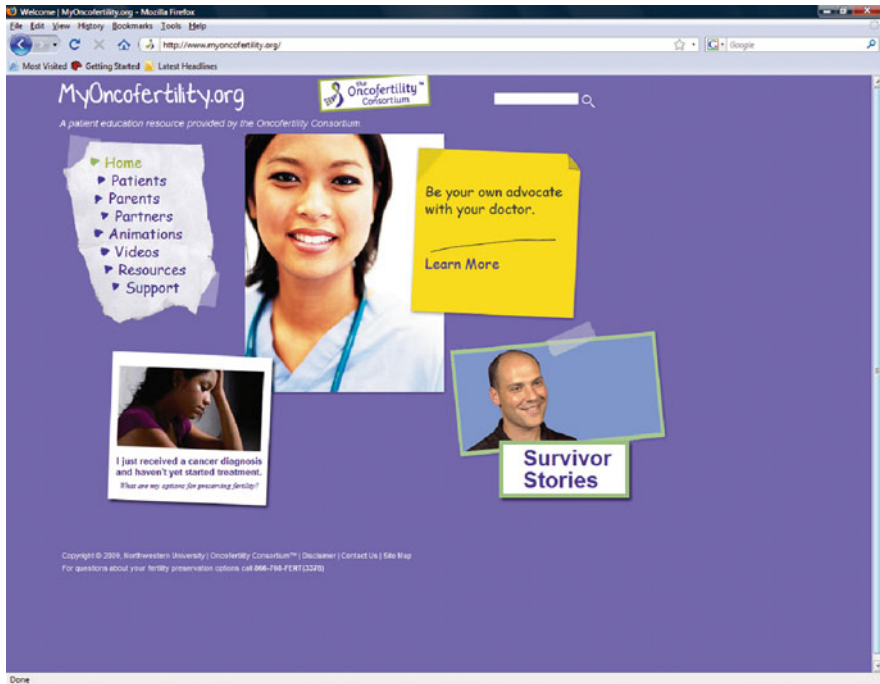 Welcome | MyOncofertility.org - Mozilla Firefox
File Edit View History Bookmarks Tools Help
http://www.myoncofertility.org/
Google
Most Visited Getting Started Latest Headlines
MyOncofertility.org
the
Oncofertility™
Consortium
A patient education resource provided by the Oncofertility Consortium.
Home
Patients
Parents
Partners
Animations
Videos
Resources
Support
Be your own advocate
with your doctor.
Learn More
I just received a cancer diagnosis
and haven't yet started treatment.
What are my options for preserving fertility?
Survivor
Stories
Copyright © 2009, Northwestern University | Oncofertility Consortium™ | Disclaimer | Contact Us | Site Map
For questions about your fertility preservation options call 866-708-FERT(3378)
Done